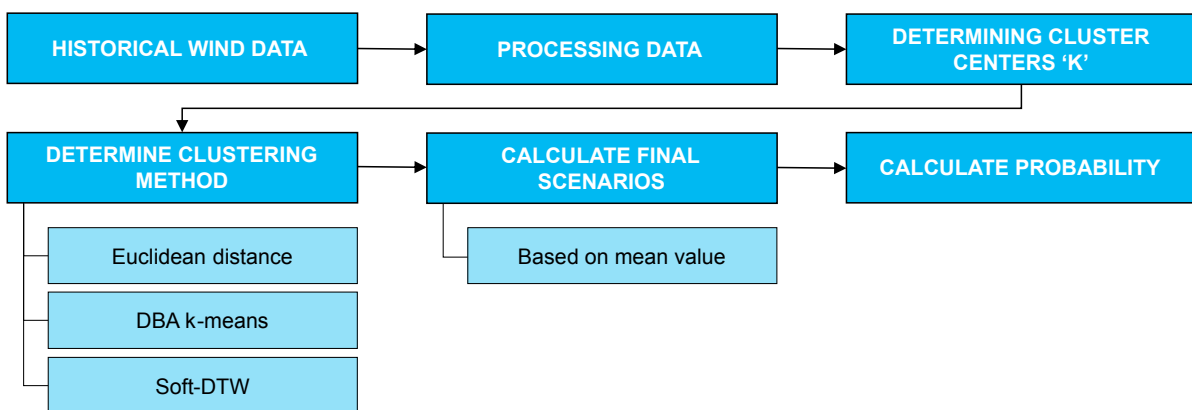 HISTORICAL WIND DATA
PROCESSING DATA
DETERMINING CLUSTER
CENTERS ‘K’
DETERMINE CLUSTERING
METHOD
CALCULATE FINAL
SCENARIOS
CALCULATE PROBABILITY
Euclidean distance
DBA k-means
Soft-DTW
Based on mean value